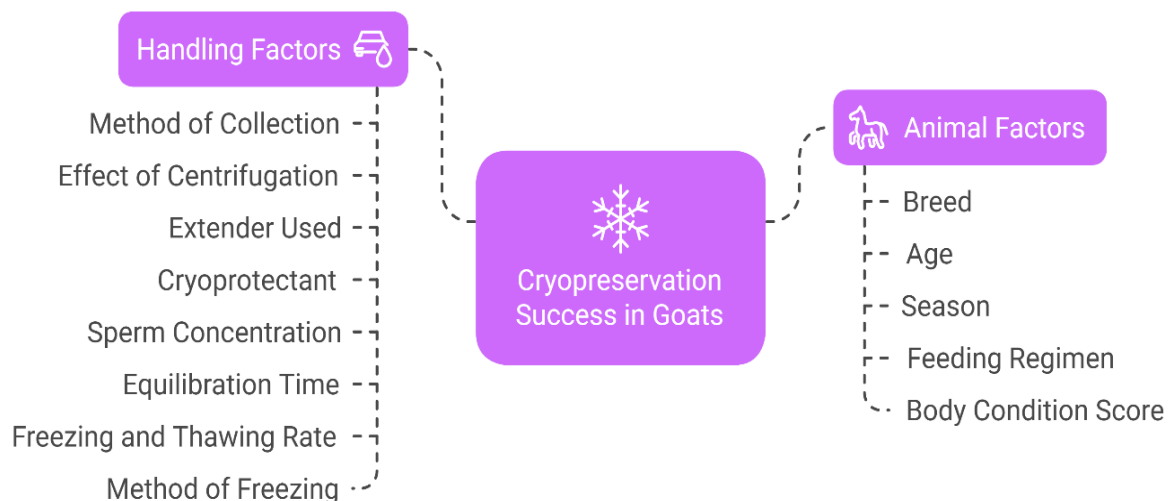 Handling Factors
Method of Collection
Effect of Centrifugation
Extender Used
Cryoprotectant
Sperm Concentration
Equilibration Time
Freezing and Thawing Rate
Method of Freezing
Cryopreservation
Success in Goats
Animal Factors
Breed
Age
Season
Feeding Regimen
Body Condition Score